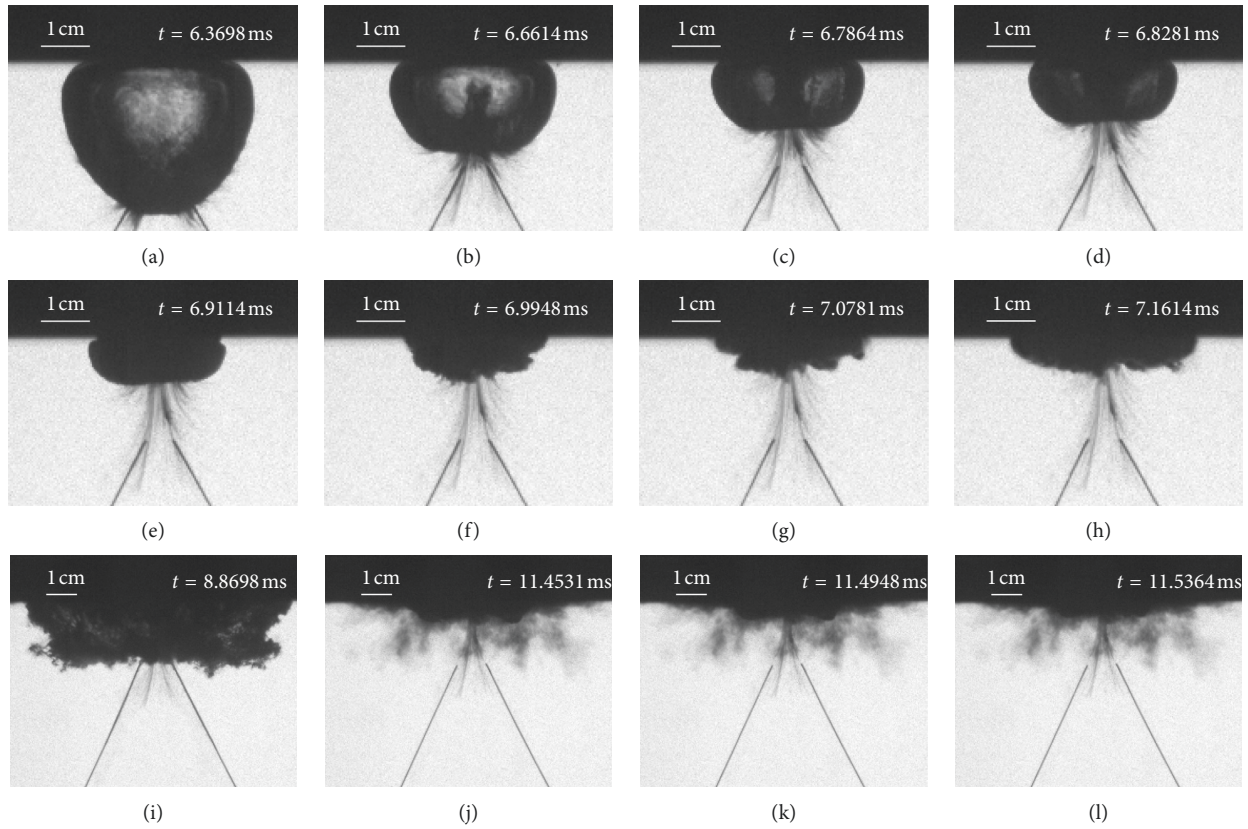 1 cm t = 6.3698 ms
1 cm t = 6.6614 ms
1 cm t = 6.7864 ms
1 cm t = 6.8281 ms
(a)
(b)
(c)
(d)
1 cm t = 6.9114 ms
1 cm t = 6.9948 ms
1 cm t = 7.0781 ms
1 cm t = 7.1614 ms
(e)
(f)
(g)
(h)
1 cm t = 8.8698 ms
1 cm t = 11.4531 ms
1 cm t = 11.4948 ms
1 cm t = 11.5364 ms
(i)
(j)
(k)
(l)